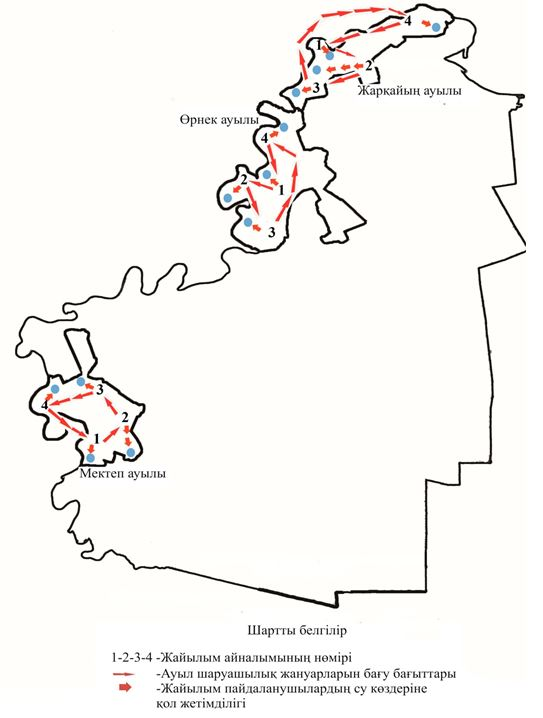 4
1
2
3
Жарқайың ауылы
Өрнек ауылы
4
2
1
3
3
4
2
1
Мектеп ауылы
Шартты белгілір
1-2-3-4 -Жайылым айналымының нөмірі
-Ауыл шаруашылық жануарларын бағу бағыттары
-Жайылым пайдаланушылардың су көздеріне
қол жетімділігі